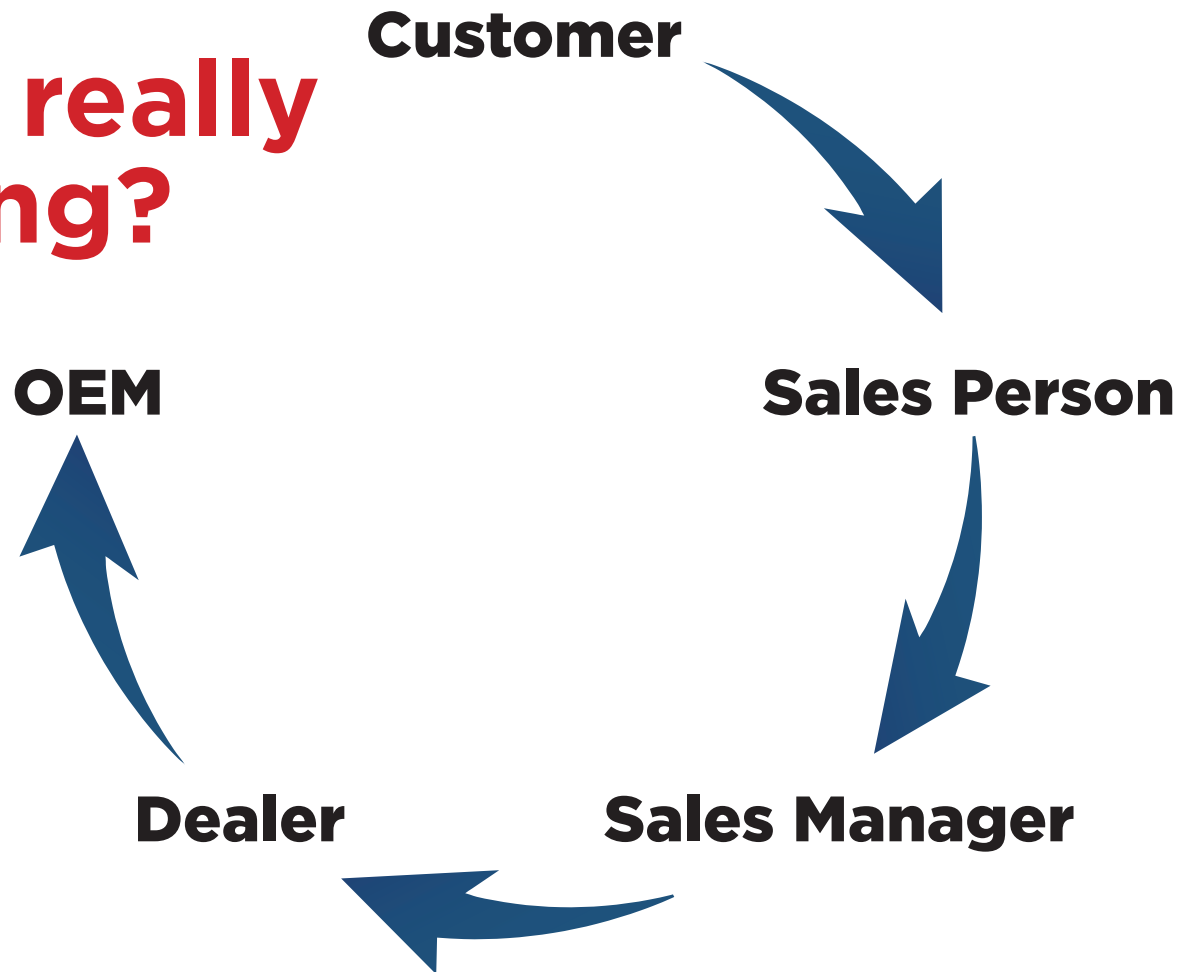 Customer
really
ng?
OEM
Sales Person
Dealer
Sales Manager